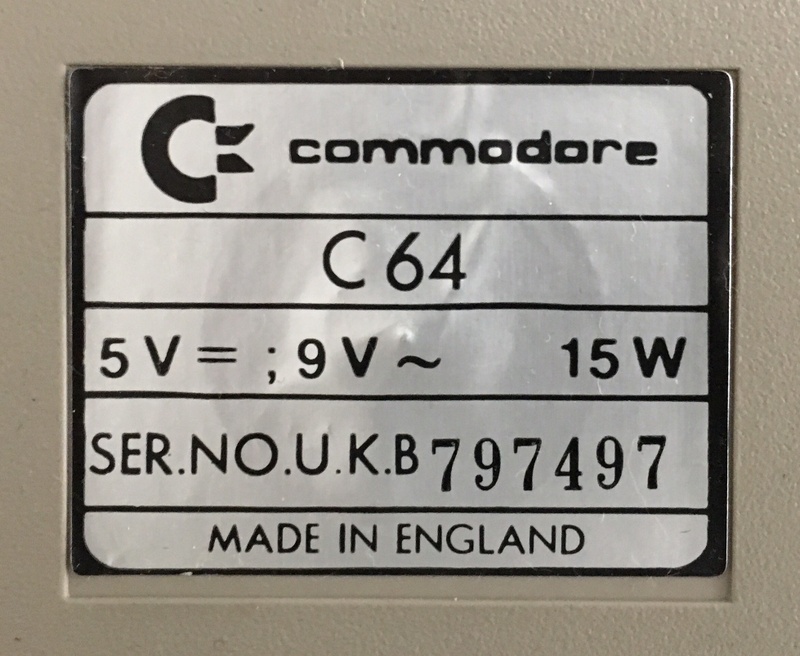 commodore
C 64
5 V = ; 9 V ~ 15 W
SER.NO.U.K.B 797497
MADE IN ENGLAND